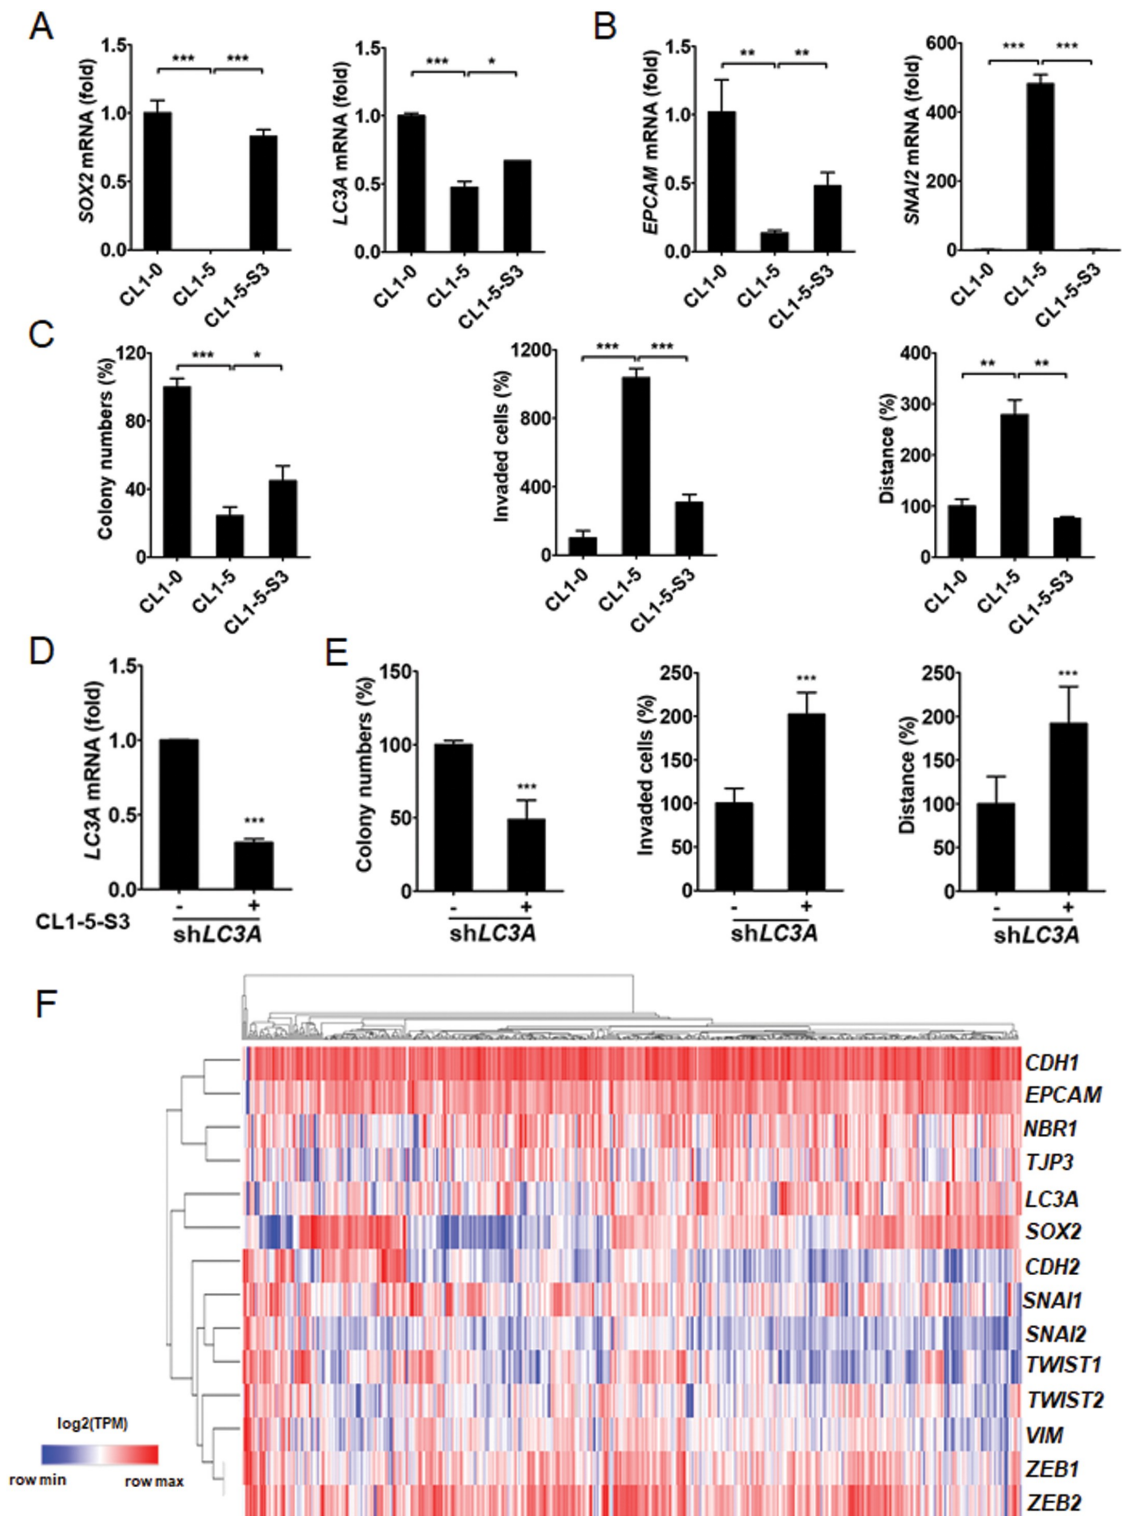 A
SOX2 mRNA (fold)
1.5
1.0
0.5
0.0
*** ***
CL1-0
CL1-5
CL1-5-S3
LC3A mRNA (fold)
1.5
1.0
0.5
0.0
*** *
CL1-0
CL1-5
CL1-5-S3
B
EPCAM mRNA (fold)
1.5
1.0
0.5
0.0
** **
CL1-0
CL1-5
CL1-5-S3
SNAI2 mRNA (fold)
600
400
200
0
*** ***
CL1-0
CL1-5
CL1-5-S3
C
Colony numbers (%)
120
80
40
0
*** *
CL1-0
CL1-5
CL1-5-S3
Invaded cells (%)
1200
800
400
0
*** ***
CL1-0
CL1-5
CL1-5-S3
Distance (%)
400
300
200
100
0
** **
CL1-0
CL1-5
CL1-5-S3
D
LC3A mRNA (fold)
1.5
1.0
0.5
0.0
***
CL1-5-S3
- +
shLC3A
E
Colony numbers (%)
150
100
50
0
***
- +
shLC3A
Invaded cells (%)
250
200
150
100
50
0
***
- +
shLC3A
Distance (%)
250
200
150
100
50
0
***
- +
shLC3A
F
CDH1
EPCAM
NBR1
TJP3
LC3A
SOX2
CDH2
SNAI1
SNAI2
TWIST1
TWIST2
VIM
ZEB1
ZEB2
log2(TPM)
row min row max